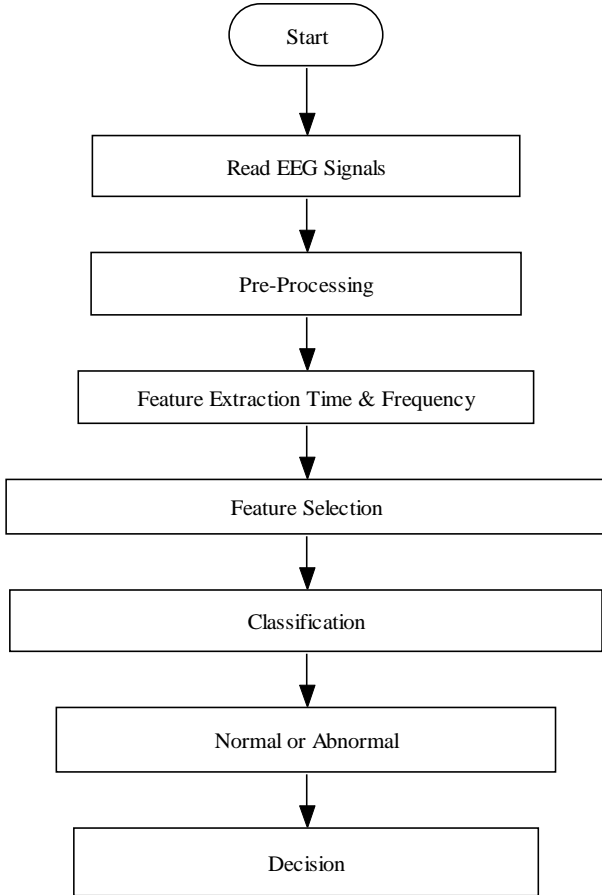 Start
Read EEG Signals
Pre-Processing
Feature Extraction Time & Frequency
Feature Selection
Classification
Normal or Abnormal
Decision